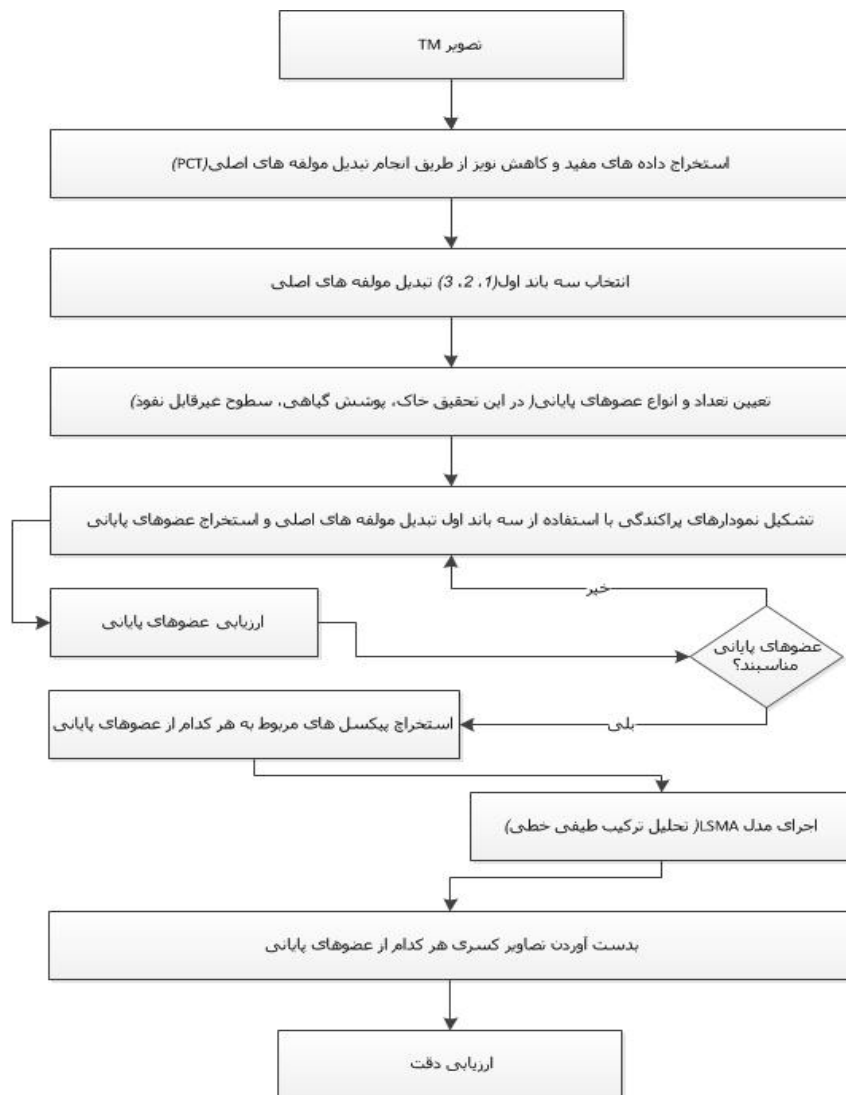 تصویر TM
استخراج داده های مفید و کاهش نویز از طریق انجام تبدیل مولفه های اصلی(PCT)
انتخاب سه باند اول(1، 2، 3) تبدیل مولفه های اصلی
تعیین تعداد و انواع عضوهای پایانی( در این تحقیق خاک، پوشش گیاهی، سطوح غیرقابل نفوذ)
تشکیل نمودارهای پراکندگی با استفاده از سه باند اول تبدیل مولفه های اصلی و استخراج عضوهای پایانی
خیر
ارزیابی عضوهای پایانی
عضوهای پایانی
مناسبند؟
بلی
استخراج پیکسل های مربوط به هر کدام از عضوهای پایانی
اجرای مدل LSMA( تحلیل ترکیب طیفی خطی)
بدست آوردن تصاویر کسری هر کدام از عضوهای پایانی
ارزیابی دقت